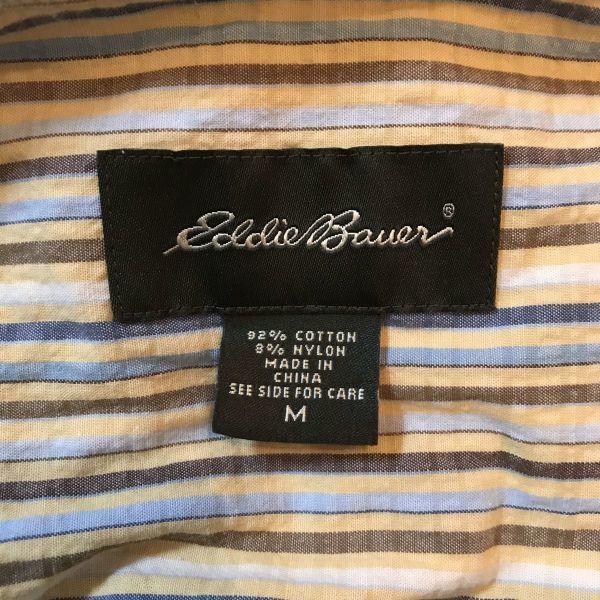 Eddie Bauer®
92% COTTON
8% NYLON
MADE IN
CHINA
SEE SIDE FOR CARE
M